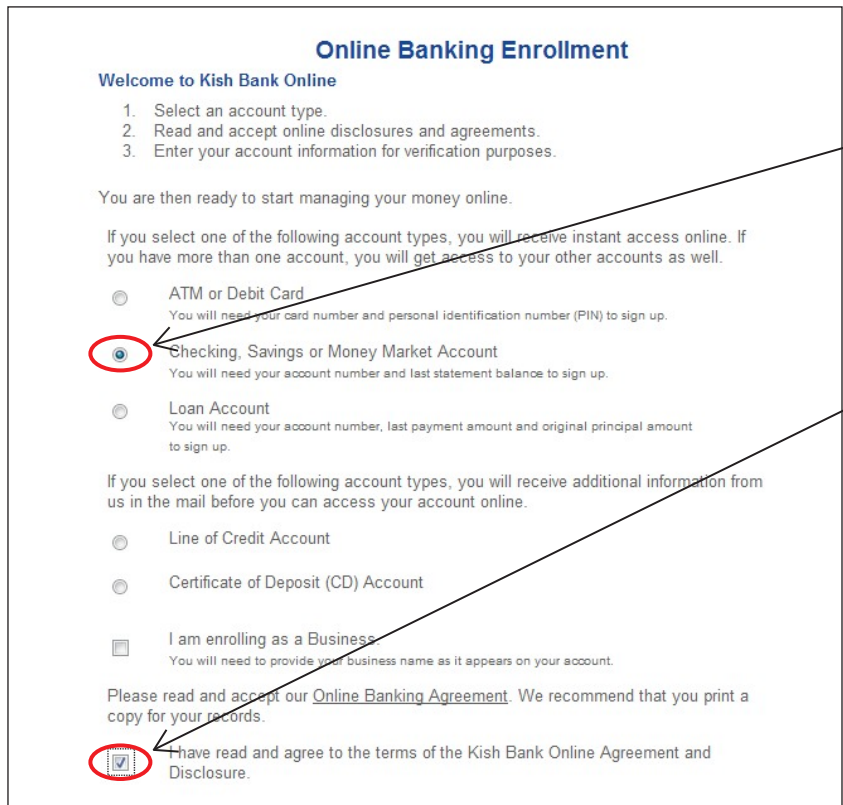 Online Banking Enrollment
Welcome to Kish Bank Online
1. Select an account type.
2. Read and accept online disclosures and agreements.
3. Enter your account information for verification purposes.
You are then ready to start managing your money online.
If you select one of the following account types, you will receive instant access online. If
you have more than one account, you will get access to your other accounts as well.
ATM or Debit Card
You will need your card number and personal identification number (PIN) to sign up.
Checking, Savings or Money Market Account
You will need your account number and last statement balance to sign up.
Loan Account
You will need your account number, last payment amount and original principal amount
to sign up.
If you select one of the following account types, you will receive additional information from
us in the mail before you can access your account online.
Line of Credit Account
Certificate of Deposit (CD) Account
I am enrolling as a Business.
You will need to provide your business name as it appears on your account.
Please read and accept our Online Banking Agreement. We recommend that you print a
copy for your records.
I have read and agree to the terms of the Kish Bank Online Agreement and
Disclosure.